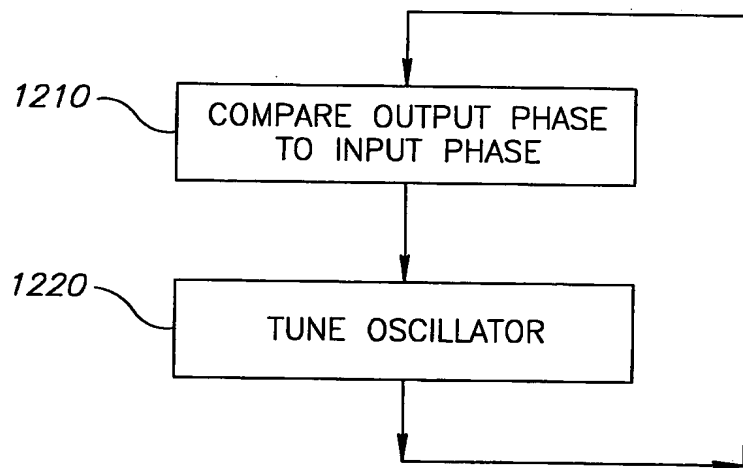 1210
COMPARE OUTPUT PHASE
TO INPUT PHASE
1220
TUNE OSCILLATOR